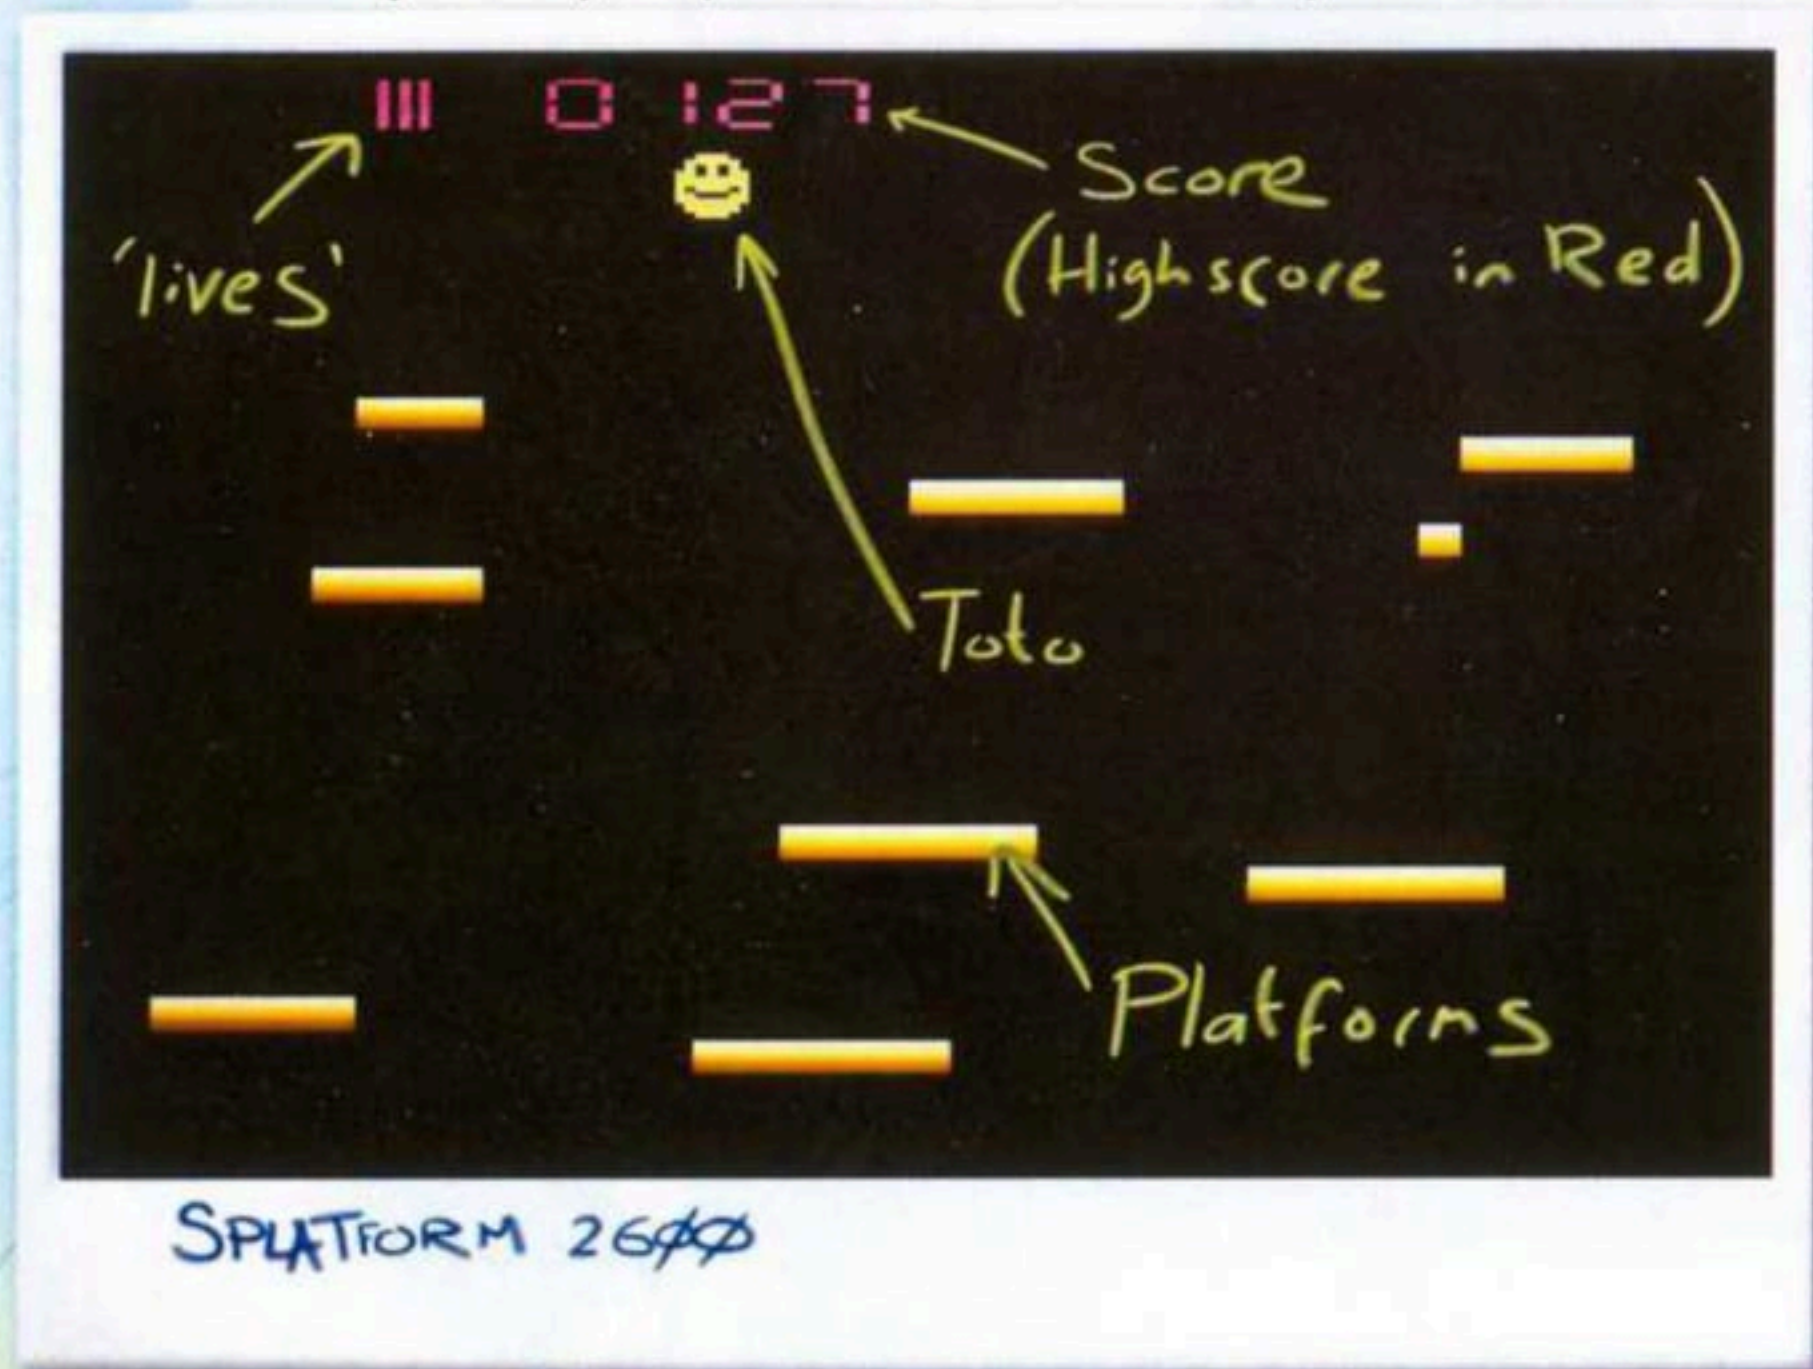 III 0127
Score
'lives'
(Highscore in Red)
Toto
Platforms
SPLATFORM 26ØØ